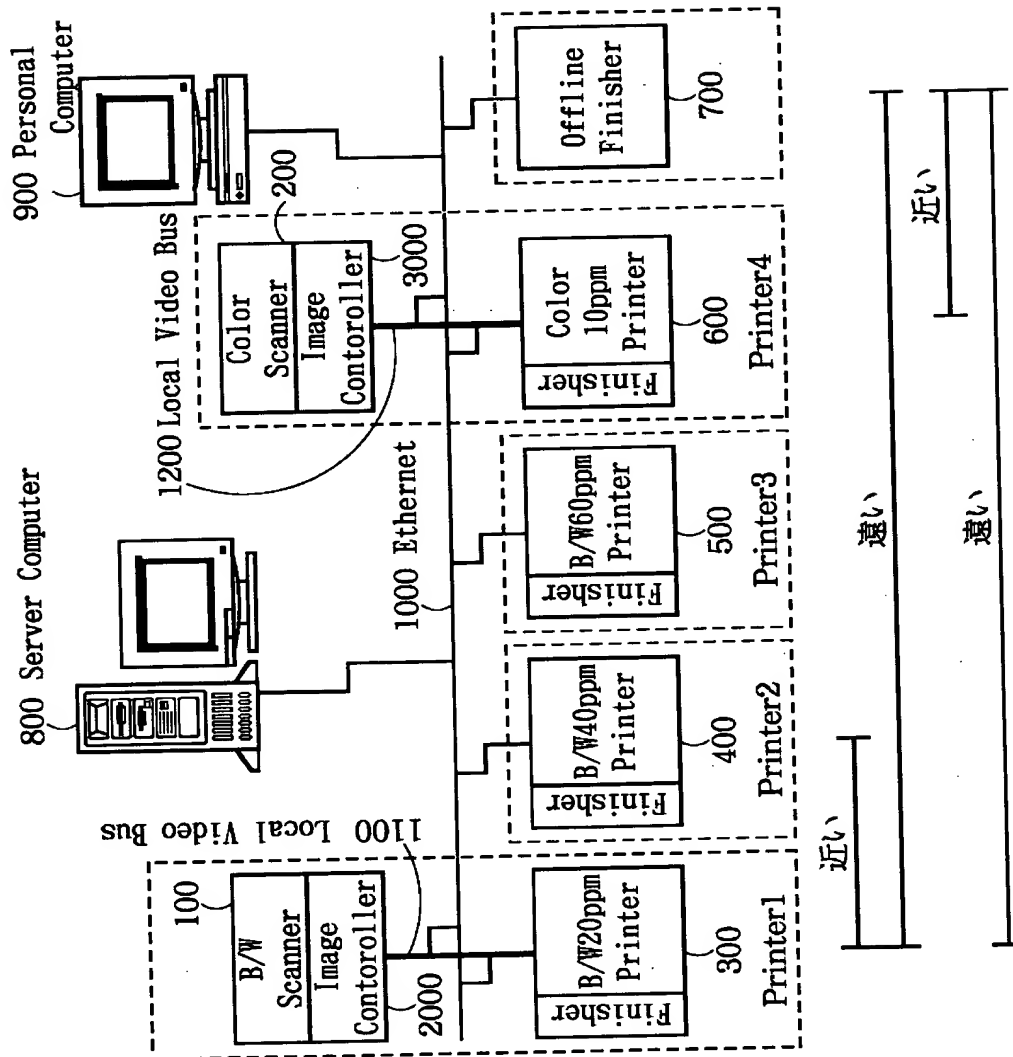 900 Personal
Computer
800 Server Computer
1200 Local Video Bus
200
Color
Scanner
Image
Contoroller
3000
100
B/W
Scanner
Image
Contoroller
2000
1100 Local Video Bus
1000 Ethernet
Finisher
B/W20ppm
Printer
300
Printer1
Finisher
B/W40ppm
Printer
400
Printer2
Finisher
B/W60ppm
Printer
500
Printer3
Finisher
Color
10ppm
Printer
600
Printer4
Offline
Finisher
700
近い
遠い
近い
遠い